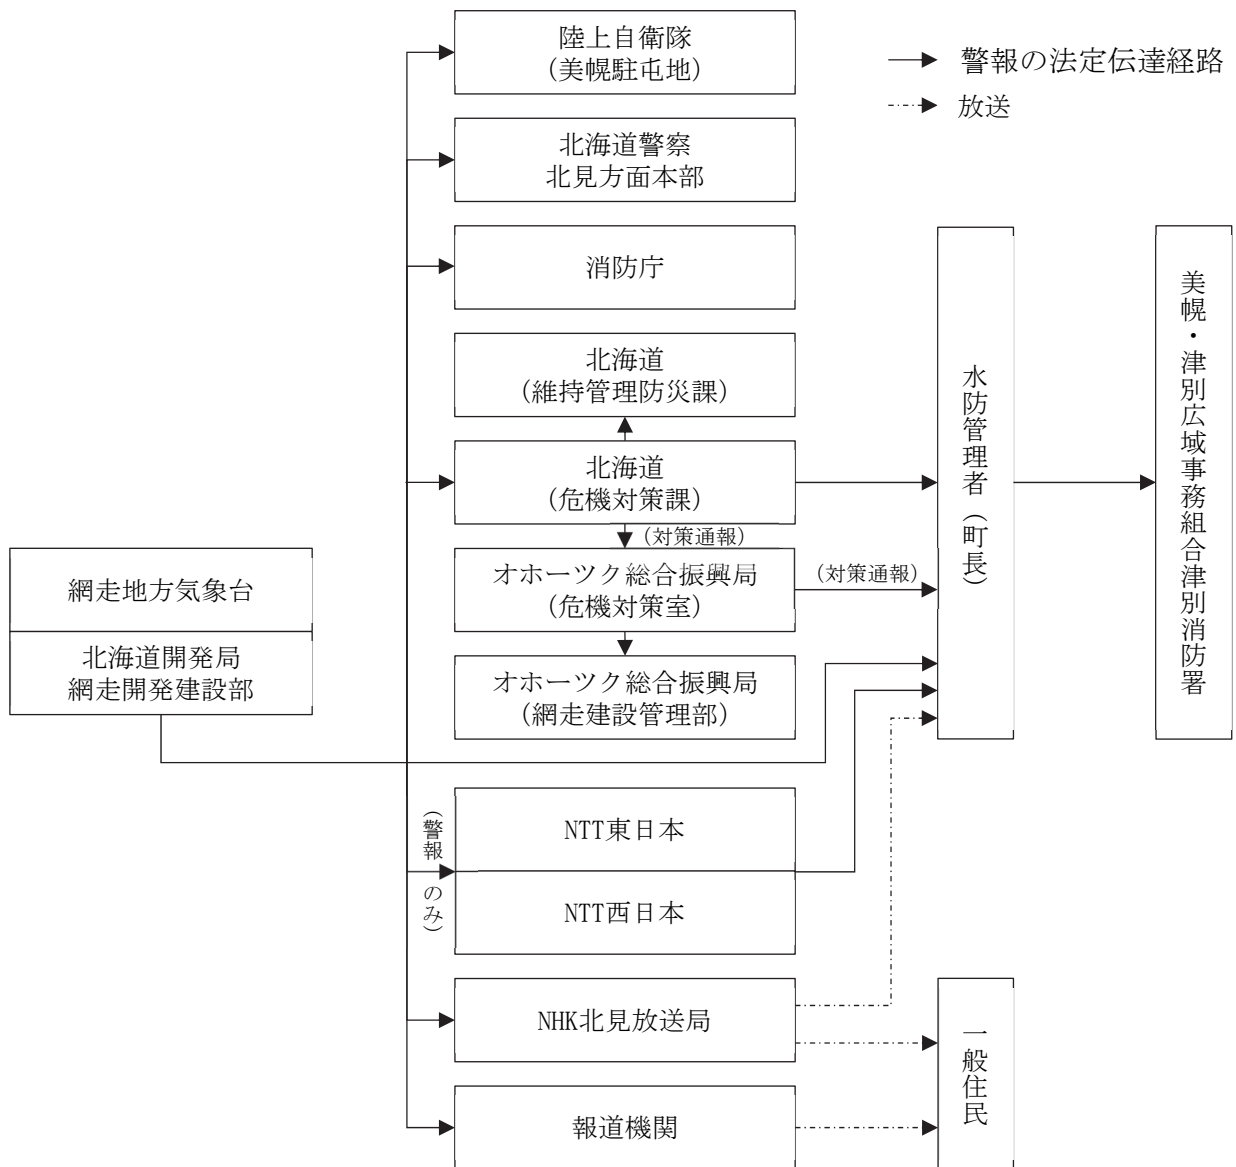 陸上自衛隊
（美幌駐屯地）
警報の法定伝達経路
放送
北海道警察
北見方面本部
消防庁
北海道
（維持管理防災課）
北海道
（危機対策課）
（対策通報）
オホーツク総合振興局
（危機対策室）
（対策通報）
オホーツク総合振興局
（網走建設管理部）
網走地方気象台
北海道開発局
網走開発建設部
水防管理者（町長）
美幌・津別広域事務組合津別消防署
（警報のみ）
NTT東日本
NTT西日本
NHK北見放送局
報道機関
一般住民